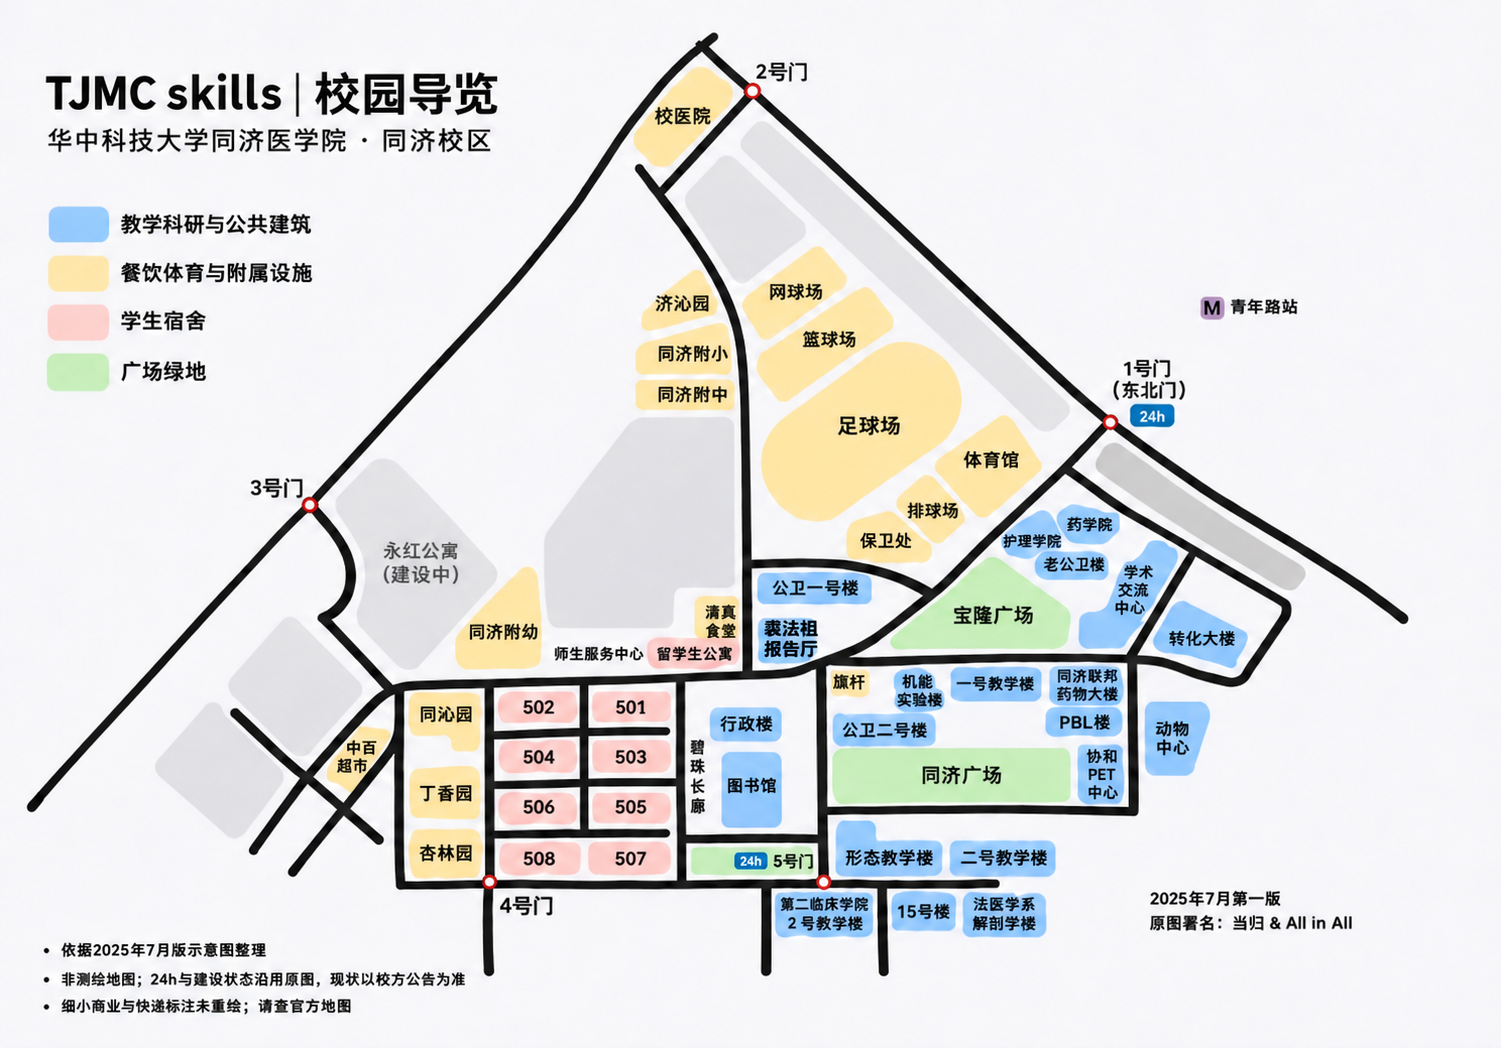 TJMC skills | 校园导览
华中科技大学同济医学院 · 同济校区
教学科研与公共建筑
餐饮体育与附属设施
学生宿舍
广场绿地
2号门
校医院
济沁园
同济附小
同济附中
网球场
篮球场
足球场
体育馆
排球场
保卫处
M 青年路站
1号门
（东北门）
24h
3号门
永红公寓
（建设中）
同济附幼
清真
食堂
师生服务中心
留学生公寓
公卫一号楼
裘法祖
报告厅
护理学院
药学院
老公卫楼
学术
交流
中心
宝隆广场
转化大楼
中百
超市
同沁园
丁香园
杏林园
502
501
504
503
506
505
508
507
碧
珠
长
廊
行政楼
图书馆
24h 5号门
4号门
旗杆
机能
实验楼
一号教学楼
同济联邦
药物大楼
公卫二号楼
PBL楼
同济广场
协和
PET
中心
动物
中心
形态教学楼
二号教学楼
第二临床学院
2号教学楼
15号楼
法医学系
解剖学楼
2025年7月第一版
原图署名：当归 & All in All
• 依据2025年7月版示意图整理
• 非测绘地图；24h与建设状态沿用原图，现状以校方公告为准
• 细小商业与快递标注未重绘；请查官方地图